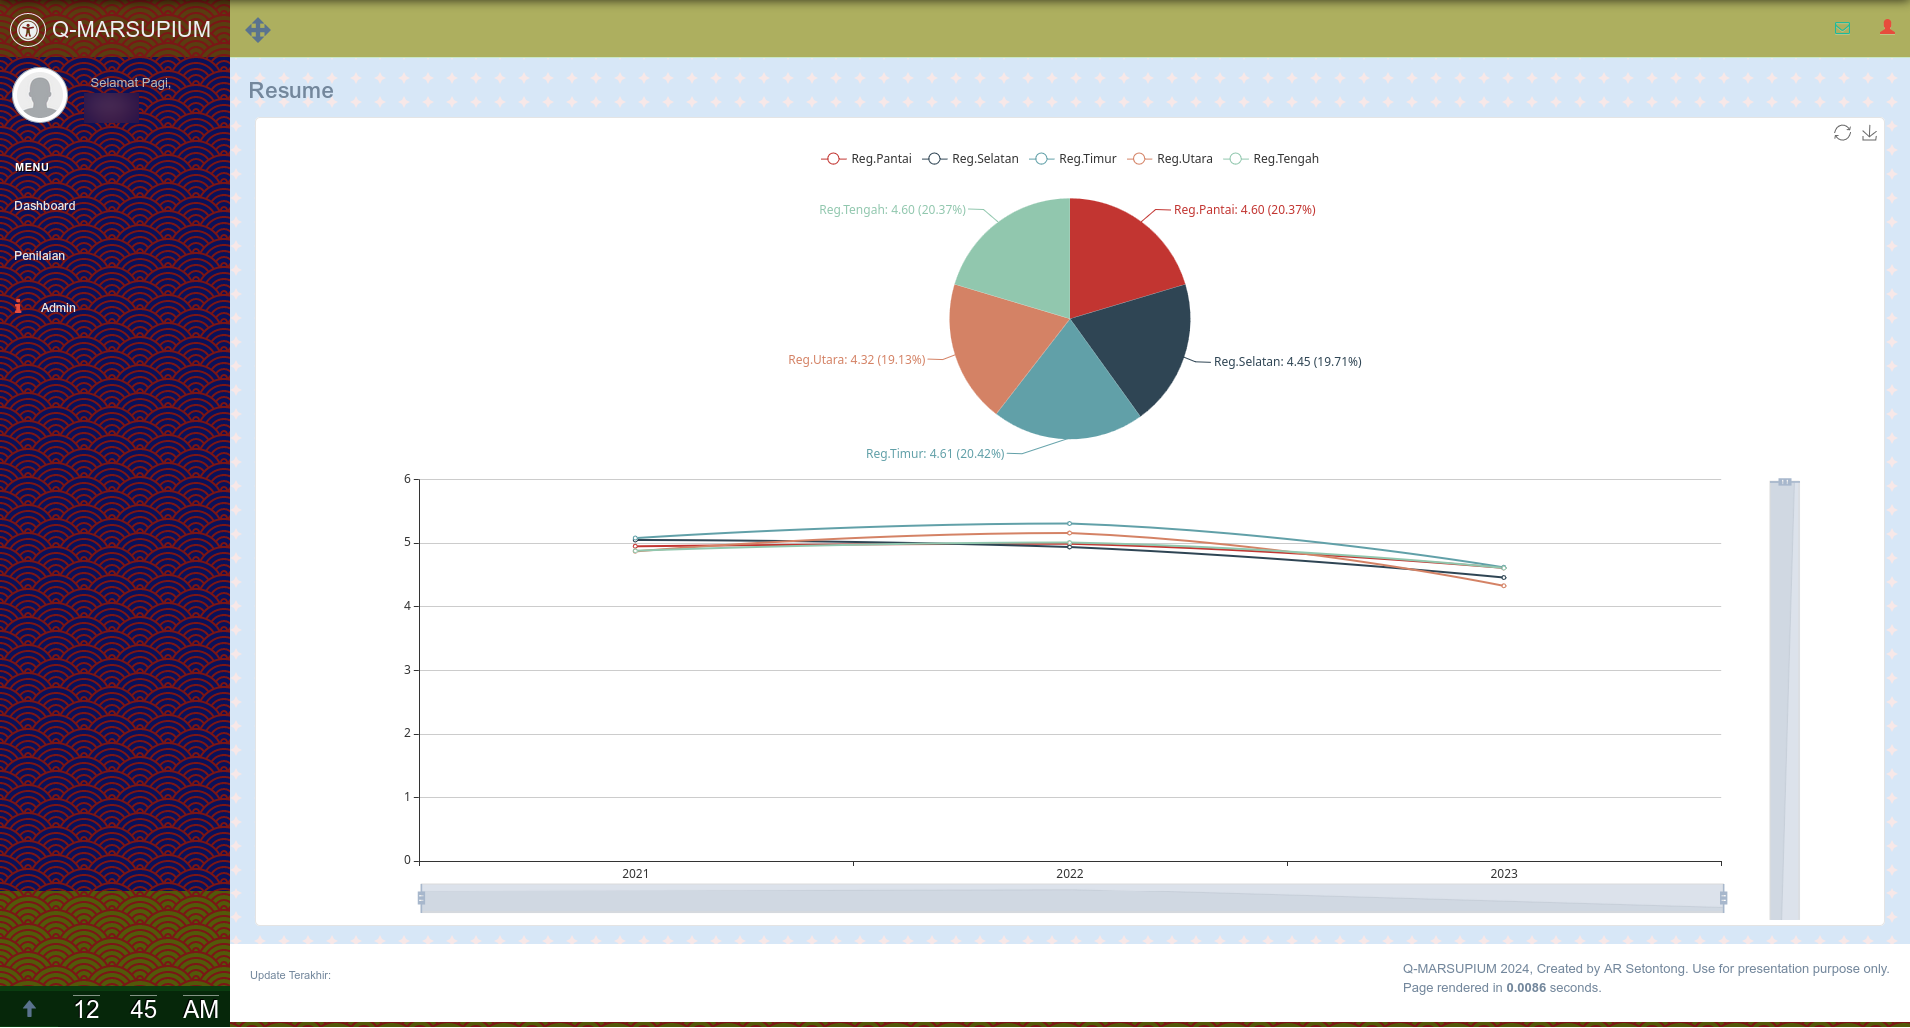 Q-MARSUPIUM
Selamat Pagi,
MENU
Dashboard
Penilaian
Admin
12 45 AM
Resume
Reg.Pantai Reg.Selatan Reg.Timur Reg.Utara Reg.Tengah
Reg.Tengah: 4.60 (20.37%) Reg.Pantai: 4.60 (20.37%)
Reg.Utara: 4.32 (19.13%) Reg.Selatan: 4.45 (19.71%)
Reg.Timur: 4.61 (20.42%)
6
5
4
3
2
1
0
2021 2022 2023
Update Terakhir:
Q-MARSUPIUM 2024, Created by AR Setontong. Use for presentation purpose only.
Page rendered in 0.0086 seconds.